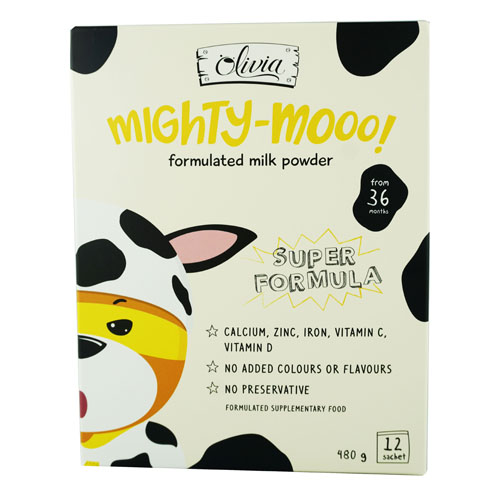 Olivia
MIGHTY-MOOO!
formulated milk powder
from
36
months
SUPER
FORMULA
☆ CALCIUM, ZINC, IRON, VITAMIN C,
VITAMIN D
☆ NO ADDED COLOURS OR FLAVOURS
☆ NO PRESERVATIVE
FORMULATED SUPPLEMENTARY FOOD
480 g
12
sachet